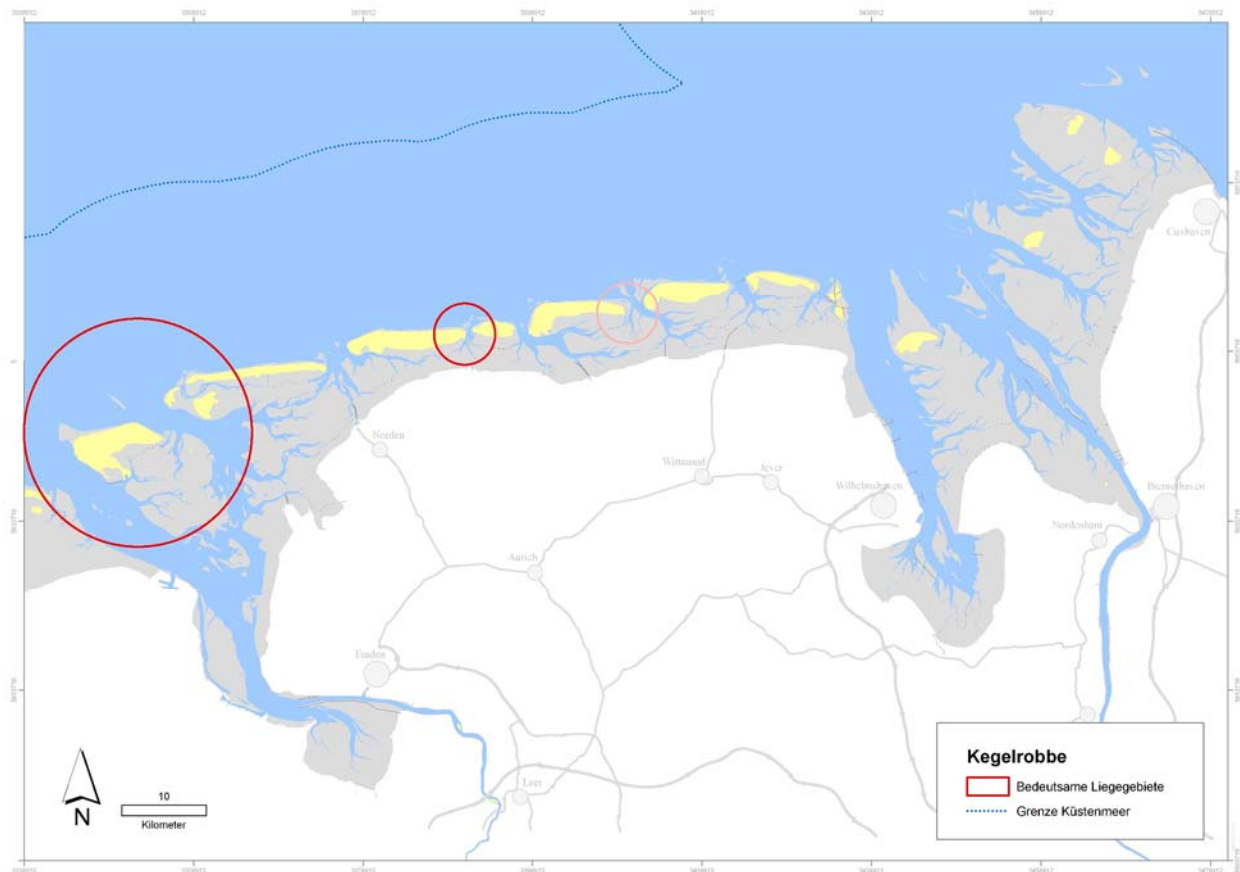 Cuxhaven
Norden
Wittmund
Jever
Wilhelmshaven
Bremerhaven
Nordenham
Aurich
Emden
Leer
10
Kilometer
N
Kegelrobbe
Bedeutsame Liegegebiete
Grenze Küstenmeer